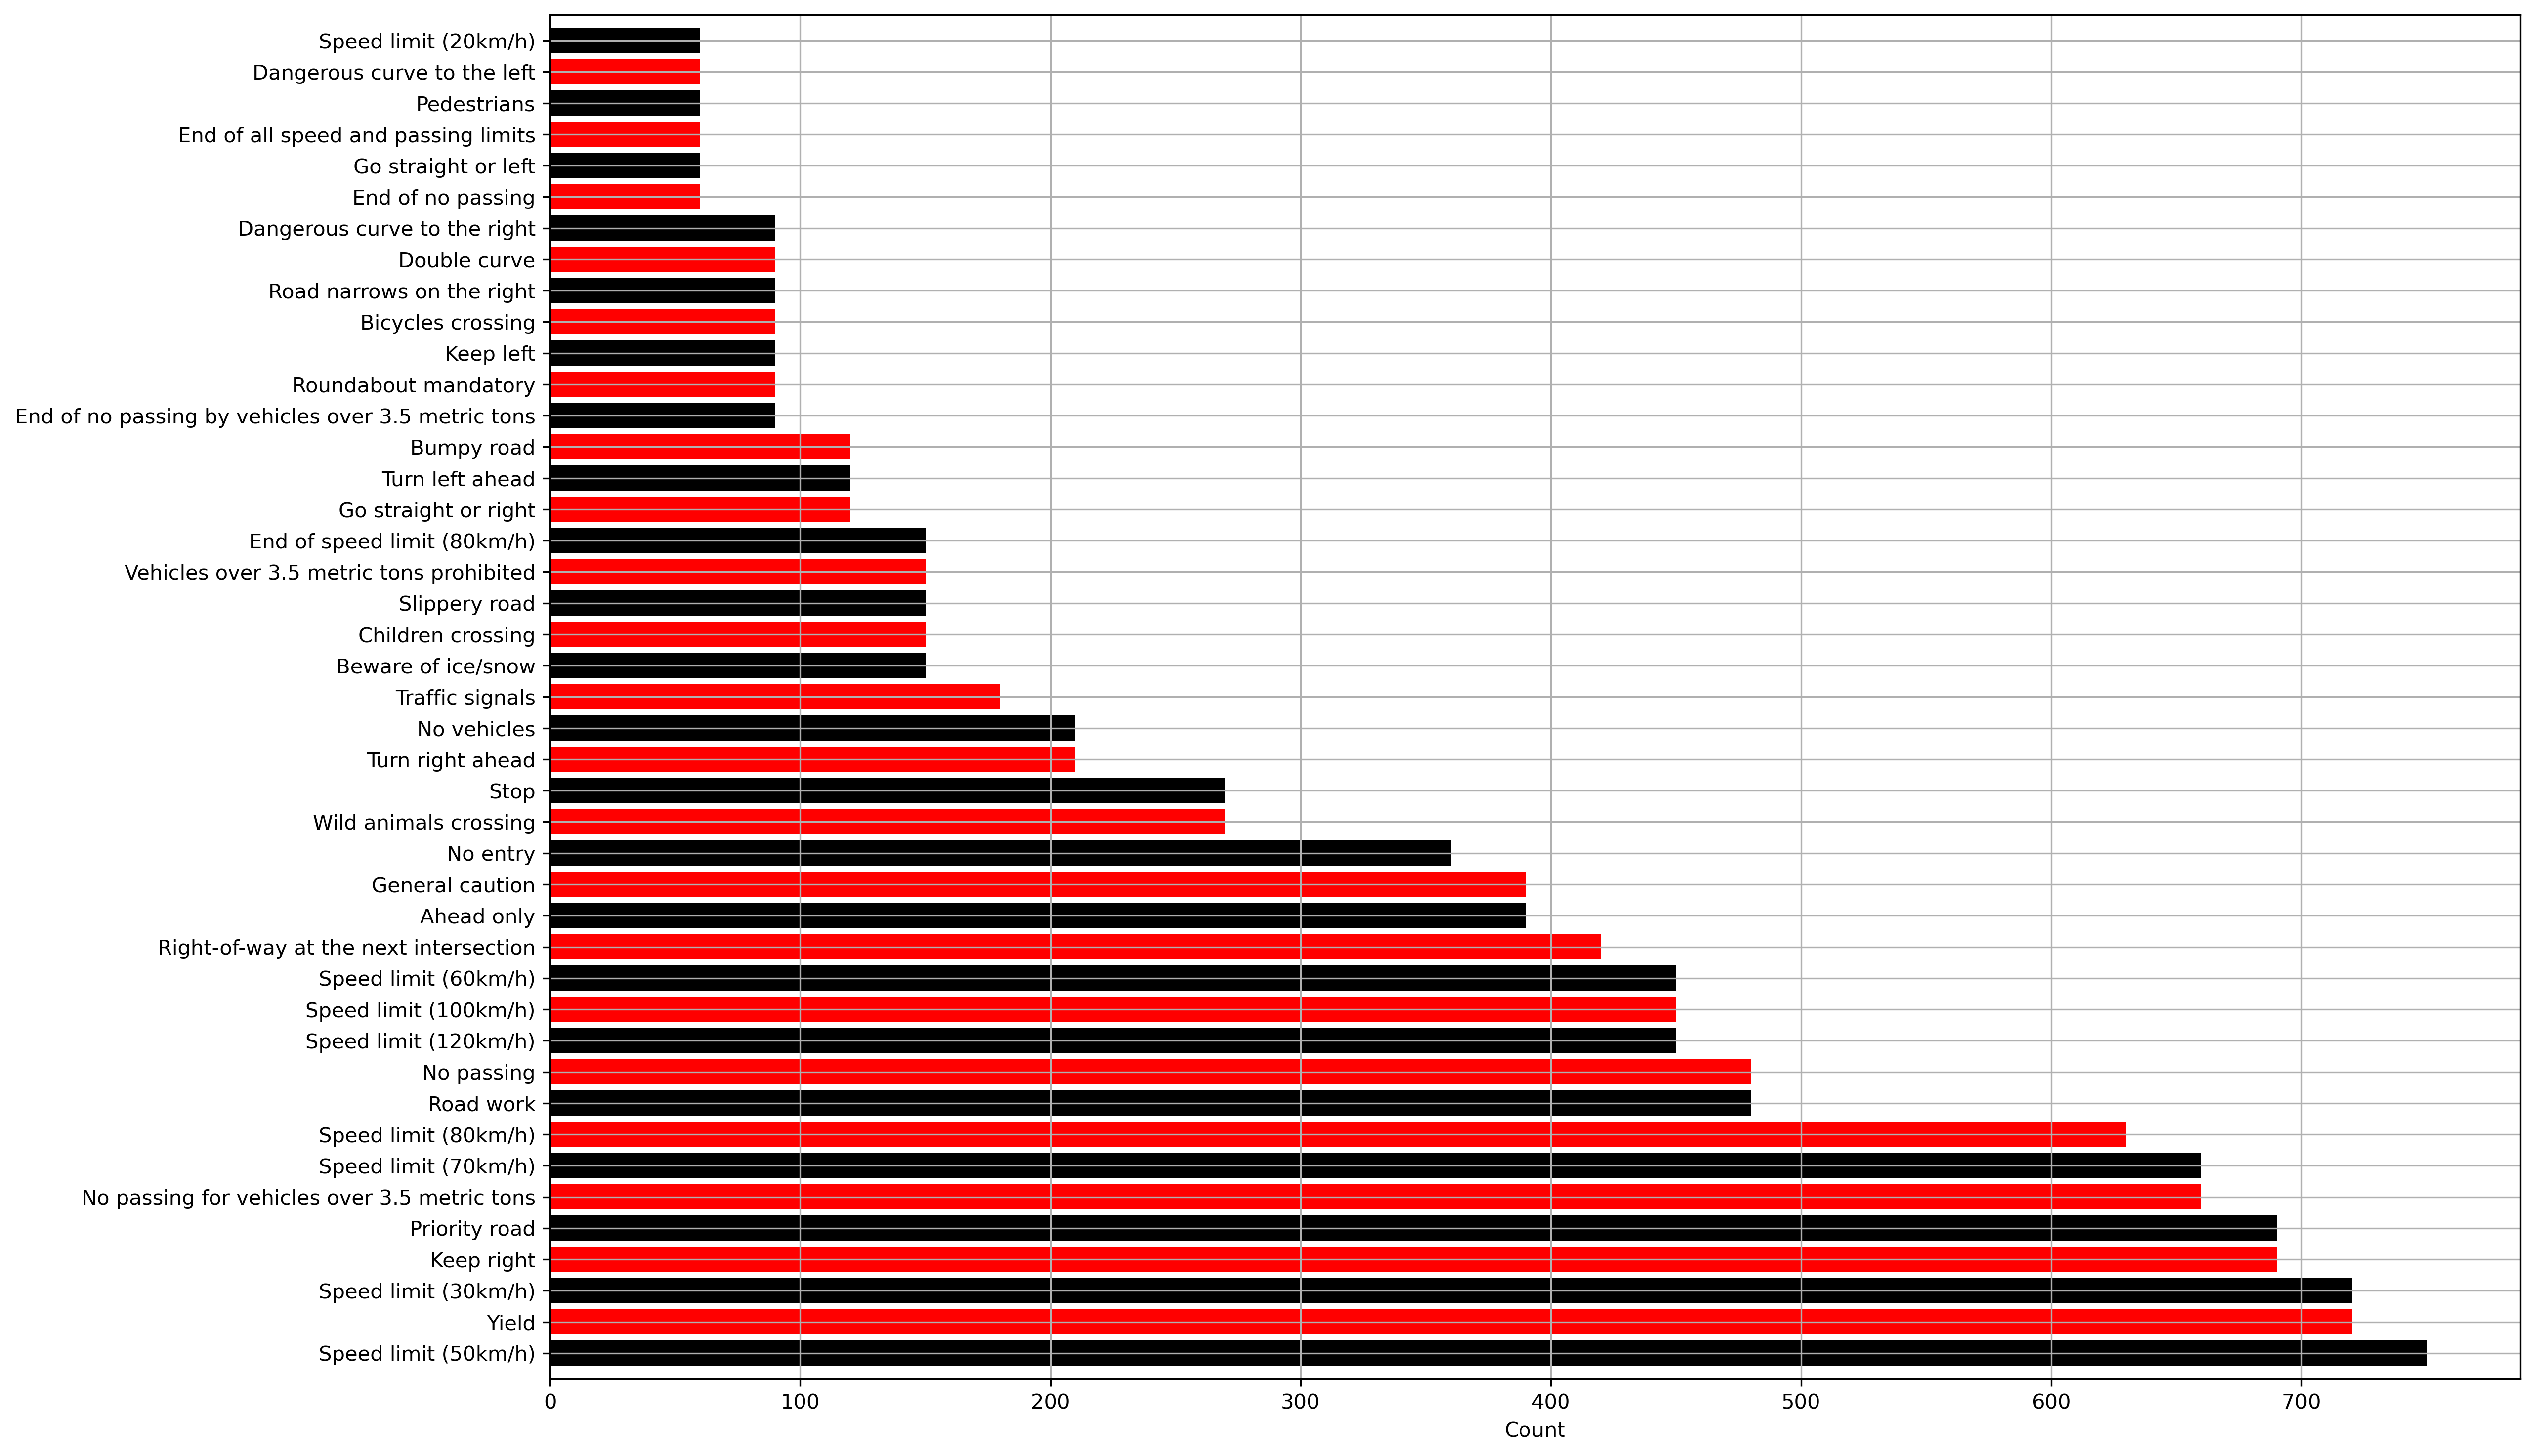 Speed limit (20km/h)
Dangerous curve to the left
Pedestrians
End of all speed and passing limits
Go straight or left
End of no passing
Dangerous curve to the right
Double curve
Road narrows on the right
Bicycles crossing
Keep left
Roundabout mandatory
End of no passing by vehicles over 3.5 metric tons
Bumpy road
Turn left ahead
Go straight or right
End of speed limit (80km/h)
Vehicles over 3.5 metric tons prohibited
Slippery road
Children crossing
Beware of ice/snow
Traffic signals
No vehicles
Turn right ahead
Stop
Wild animals crossing
No entry
General caution
Ahead only
Right-of-way at the next intersection
Speed limit (60km/h)
Speed limit (100km/h)
Speed limit (120km/h)
No passing
Road work
Speed limit (80km/h)
Speed limit (70km/h)
No passing for vehicles over 3.5 metric tons
Priority road
Keep right
Speed limit (30km/h)
Yield
Speed limit (50km/h)
0 100 200 300 400 500 600 700
Count